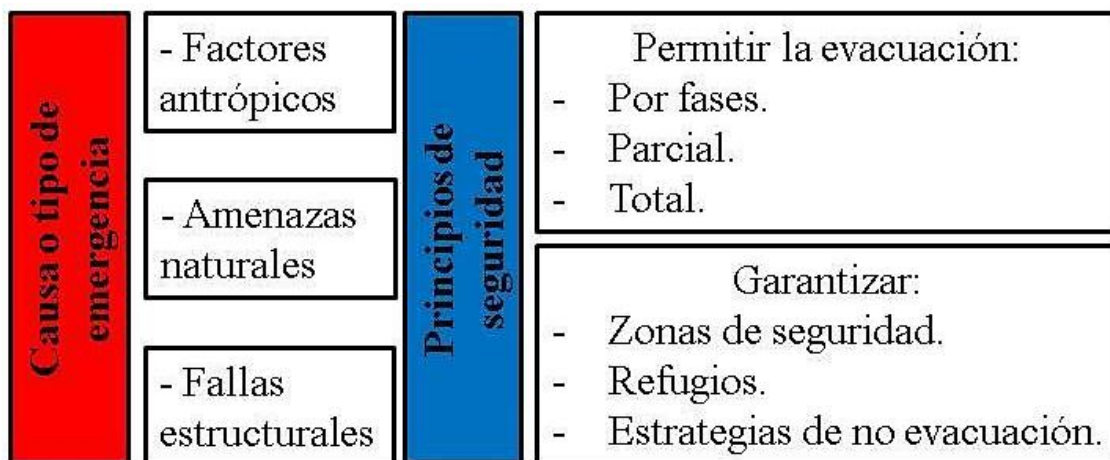 Causa o tipo de
emergencia
- Factores
antrópicos
- Amenazas
naturales
- Fallas
estructurales
Principios de
seguridad
Permitir la evacuación:
- Por fases.
- Parcial.
- Total.
Garantizar:
- Zonas de seguridad.
- Refugios.
- Estrategias de no evacuación.